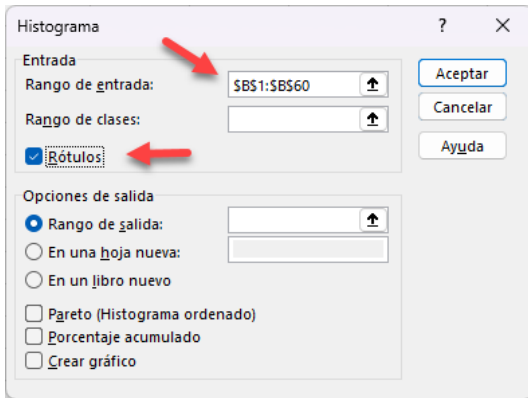 Histograma ? ×
Entrada
Rango de entrada: $B$1:$B$60
Rango de clases:
Rótulos
Aceptar
Cancelar
Ayuda
Opciones de salida
Rango de salida:
En una hoja nueva:
En un libro nuevo
Pareto (Histograma ordenado)
Porcentaje acumulado
Crear gráfico